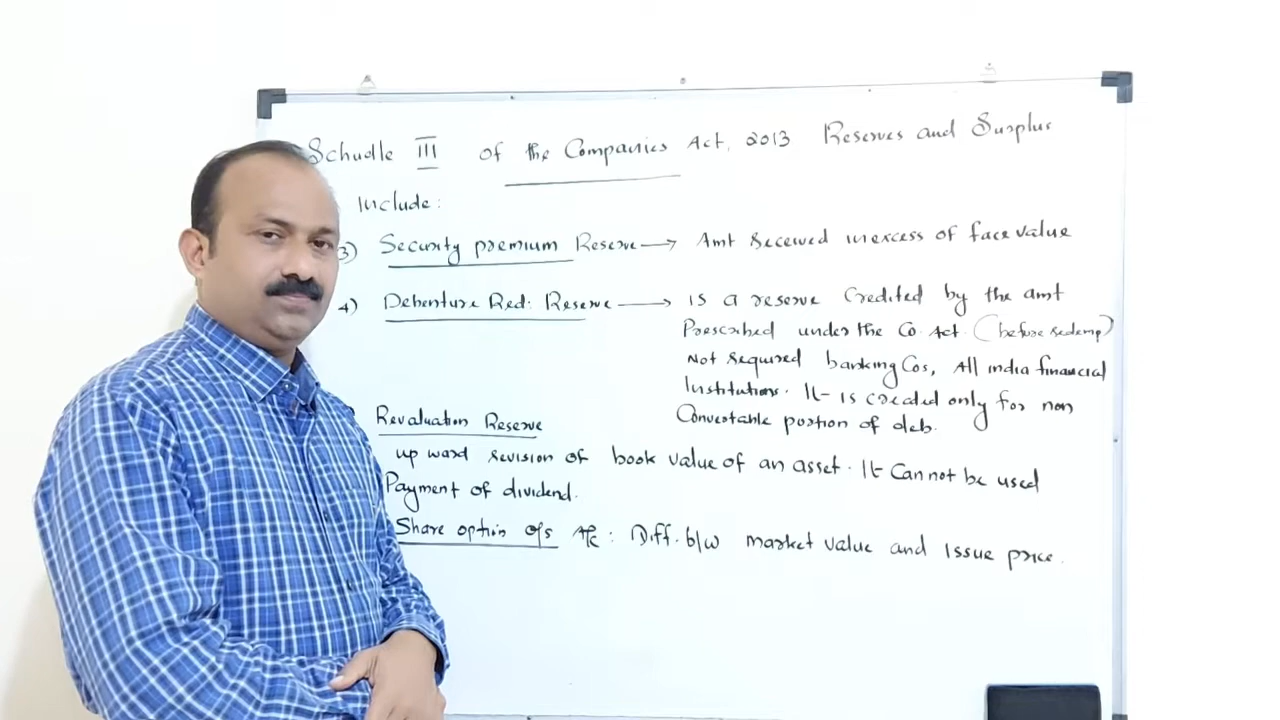 Schudle III of the Companies Act, 2013 Reserves and Surplus
Include:
3) Security premium Reserve → Amt received inexcess of face value
4) Debenture Red: Reserve → is a reserve credited by the amt
Prescribed under the Co Act (before redemp)
Not required banking Cos, All india financial
Institutions. It is created only for non
Convertable portion of deb.
Revaluation Reserve
up ward revision of book value of an asset. It Can not be used
Payment of dividend.
Share option o/s A/c : Diff. b/w market value and issue price.